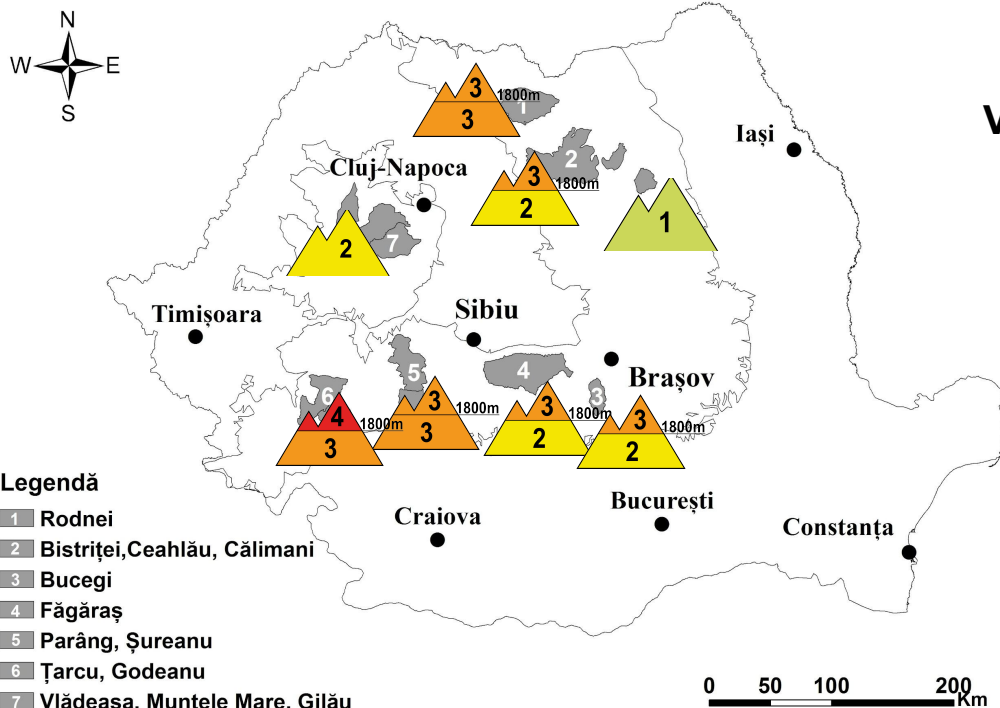 N
W E
S
V
Iași
3
1800m
1
3
Cluj-Napoca
2
3
1800m
2
1
2
7
Timișoara
Sibiu
Brașov
5
4
6
3
4
1800m
3
3
1800m
3
3
1800m
2
3
1800m
2
Legendă
1 Rodnei
2 Bistriței,Ceahlău, Călimani
3 Bucegi
4 Făgăraș
5 Parâng, Șureanu
6 Țarcu, Godeanu
7 Vlădeasa, Muntele Mare, Gilău
Craiova
București
Constanța
0 50 100 200
Km